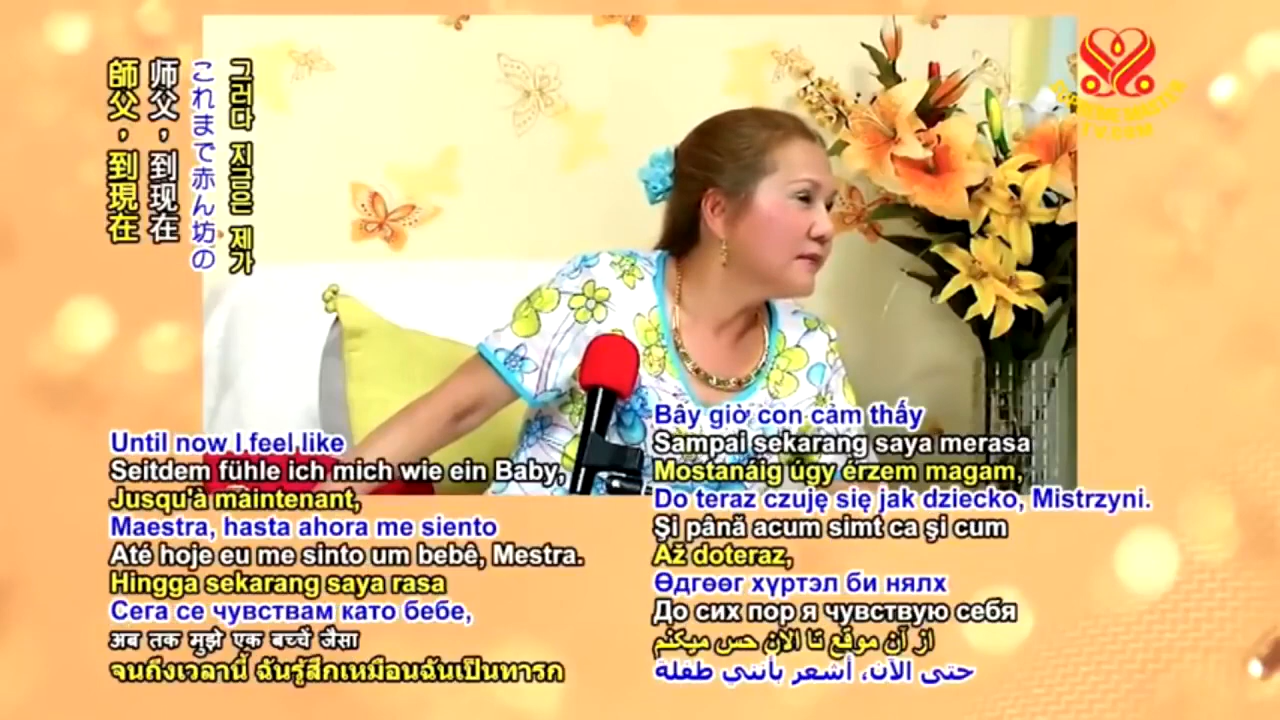 師父，到現在
师父，到现在
これまで赤ん坊の
그러다 지금은 제가
SUPREME MASTER
TV.COM
Until now I feel like
Seitdem fühle ich mich wie ein Baby,
Jusqu'à maintenant,
Maestra, hasta ahora me siento
Até hoje eu me sinto um bebê, Mestra.
Hingga sekarang saya rasa
Сега се чувствам като бебе,
अब तक मुझे एक बच्चे जैसा
จนถึงเวลานี้ ฉันรู้สึกเหมือนฉันเป็นทารก
Bây giờ con cảm thấy
Sampai sekarang saya merasa
Mostanáig úgy érzem magam,
Do teraz czuję się jak dziecko, Mistrzyni.
Şi până acum simt ca şi cum
Až doteraz,
Өдгөөг хүртэл би нялх
До сих пор я чувствую себя
از آن موقع تا الان حس میکنم
حتى الآن، أشعر بأنني طفلة